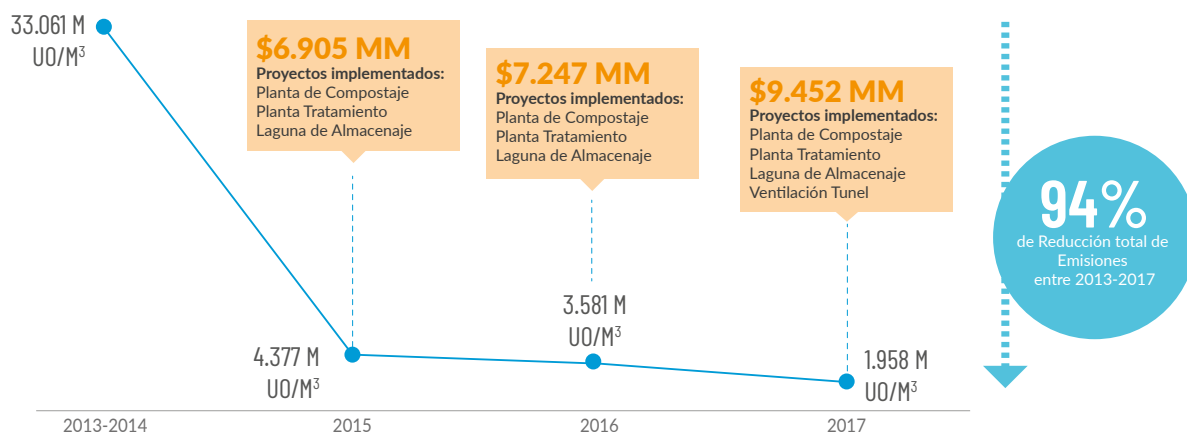 33.061 M
UO/M³
$6.905 MM
Proyectos implementados:
Planta de Compostaje
Planta Tratamiento
Laguna de Almacenaje
$7.247 MM
Proyectos implementados:
Planta de Compostaje
Planta Tratamiento
Laguna de Almacenaje
$9.452 MM
Proyectos implementados:
Planta de Compostaje
Planta Tratamiento
Laguna de Almacenaje
Ventilación Tunel
94%
de Reducción total de
Emisiones
entre 2013-2017
4.377 M
UO/M³
3.581 M
UO/M³
1.958 M
UO/M³
2013-2014
2015
2016
2017